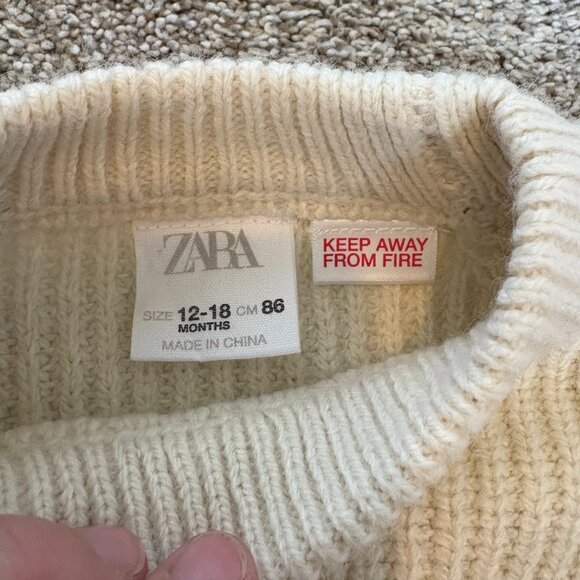 ZARA
SIZE 12-18 CM 86
MONTHS
MADE IN CHINA
KEEP AWAY
FROM FIRE